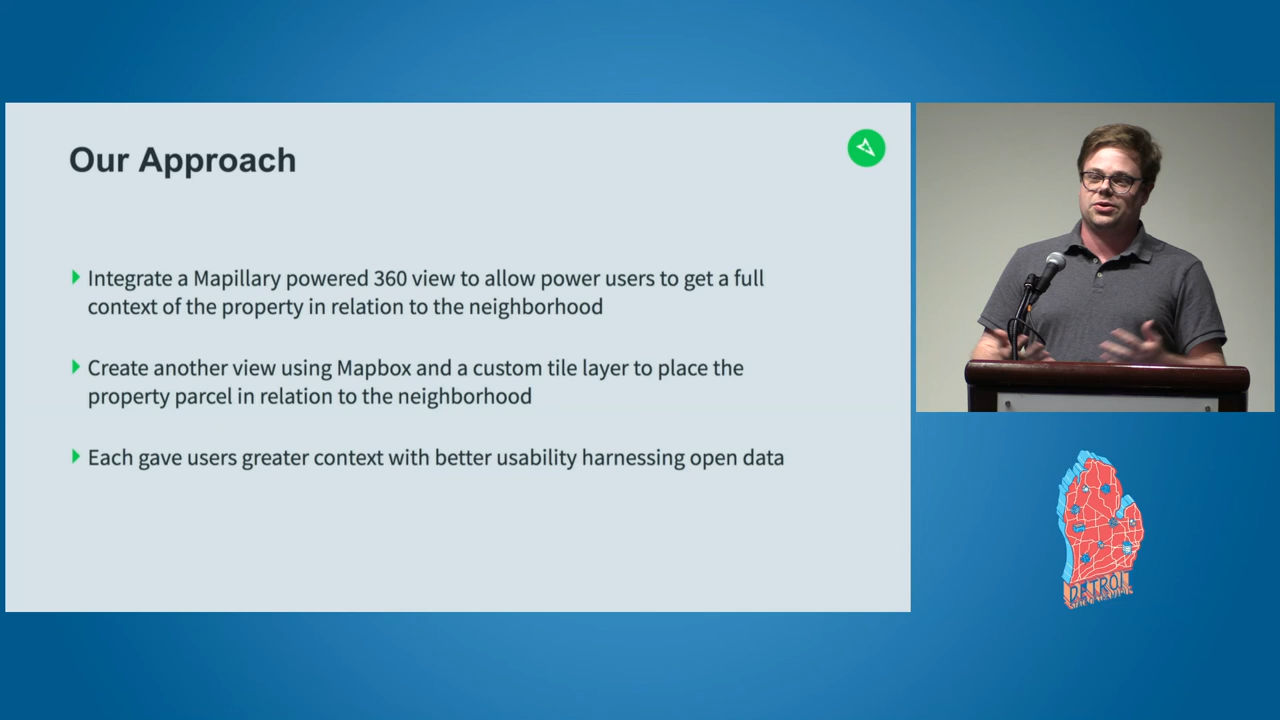 Our Approach
Integrate a Mapillary powered 360 view to allow power users to get a full
context of the property in relation to the neighborhood
Create another view using Mapbox and a custom tile layer to place the
property parcel in relation to the neighborhood
Each gave users greater context with better usability harnessing open data
DETROIT